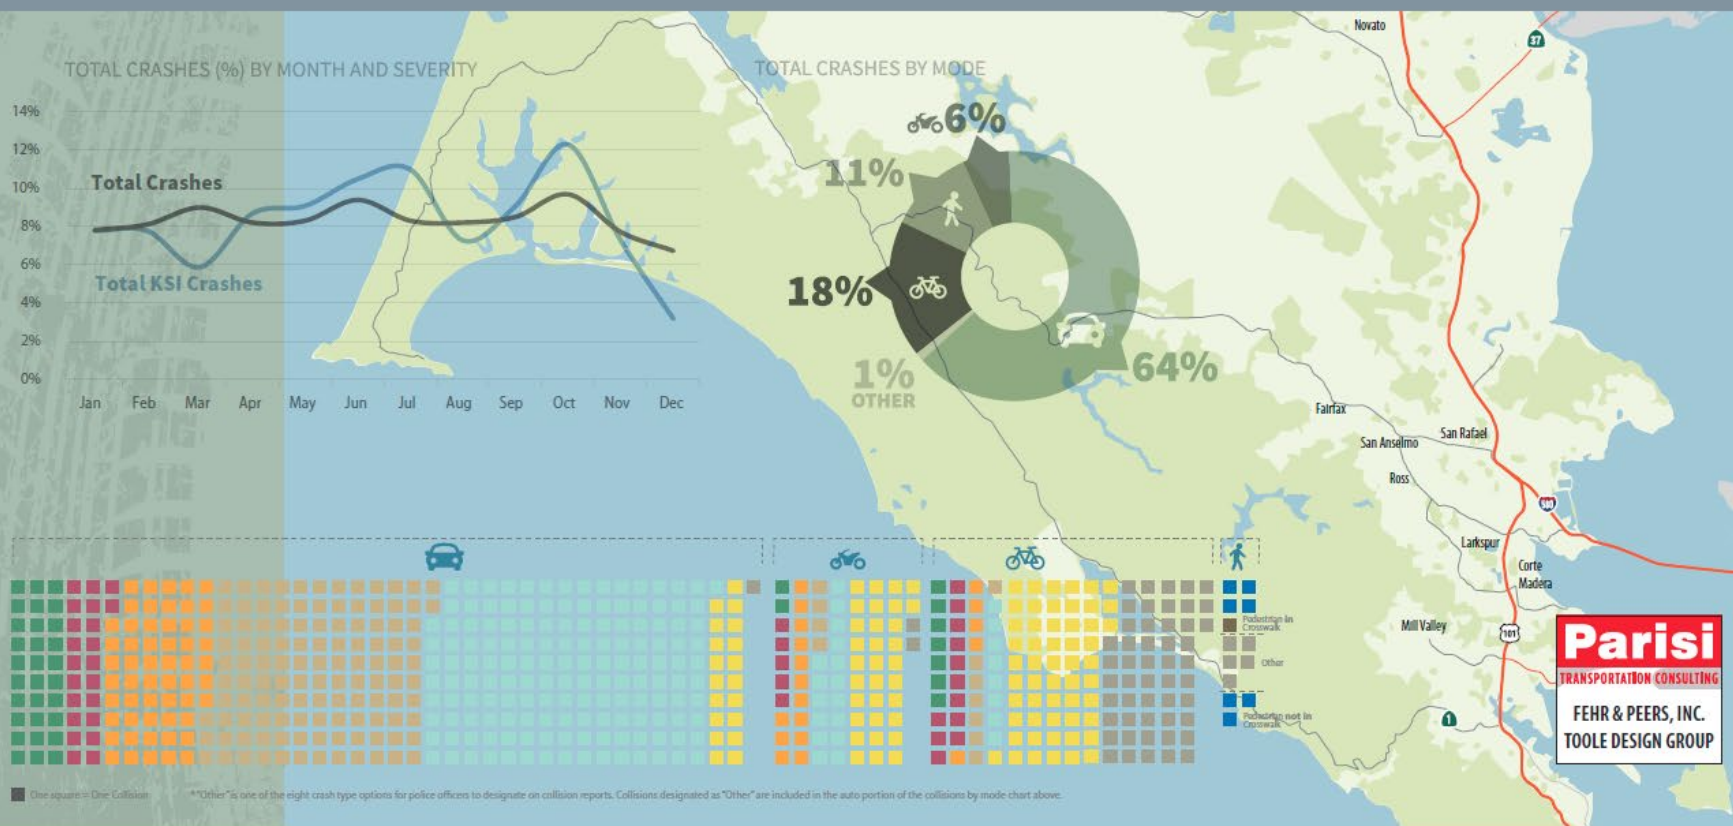 TOTAL CRASHES (%) BY MONTH AND SEVERITY
14%
12%
10%
8%
6%
4%
2%
0%
Total Crashes
Total KSI Crashes
Jan Feb Mar Apr May Jun Jul Aug Sep Oct Nov Dec
TOTAL CRASHES BY MODE
6%
11%
18%
1%
OTHER
64%
Novato
37
Fairfax
San Anselmo
San Rafael
Ross
580
Larkspur
Corte
Madera
Mill Valley
101
1
Pedestrian in
Crosswalk
Other
Pedestrian not in
Crosswalk
One square = One Collision
*"Other" is one of the eight crash type options for police officers to designate on collision reports. Collisions designated as "Other" are included in the auto portion of the collisions by mode chart above.
Parisi
TRANSPORTATION CONSULTING
FEHR & PEERS, INC.
TOOLE DESIGN GROUP